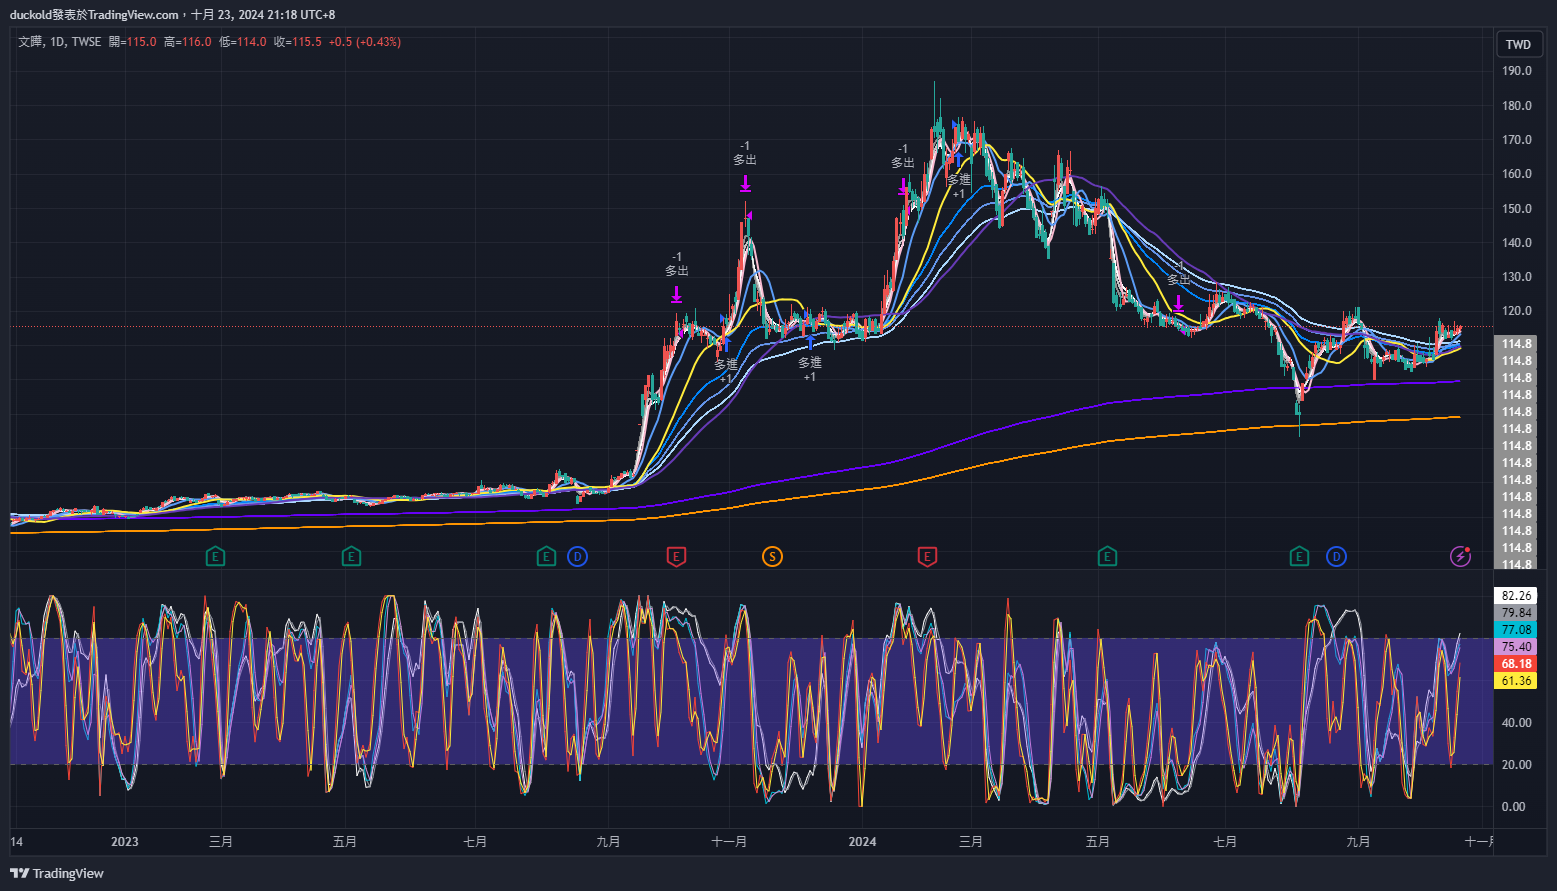 duckold發表於TradingView.com，十月 23, 2024 21:18 UTC+8
文曄, 1D, TWSE 開=115.0 高=116.0 低=114.0 收=115.5 +0.5 (+0.43%)
TWD
190.0
180.0
170.0
160.0
150.0
140.0
130.0
120.0
-1
多出
-1
多出
-1
多出
多進
+1
-1
多出
多進
+1
多進
+1
114.8
114.8
114.8
114.8
114.8
114.8
114.8
114.8
114.8
114.8
114.8
114.8
114.8
114.8
E E E D E S E E E D
82.26
79.84
77.08
75.40
68.18
61.36
40.00
20.00
0.00
14 2023 三月 五月 七月 九月 十一月 2024 三月 五月 七月 九月 十一月
TradingView